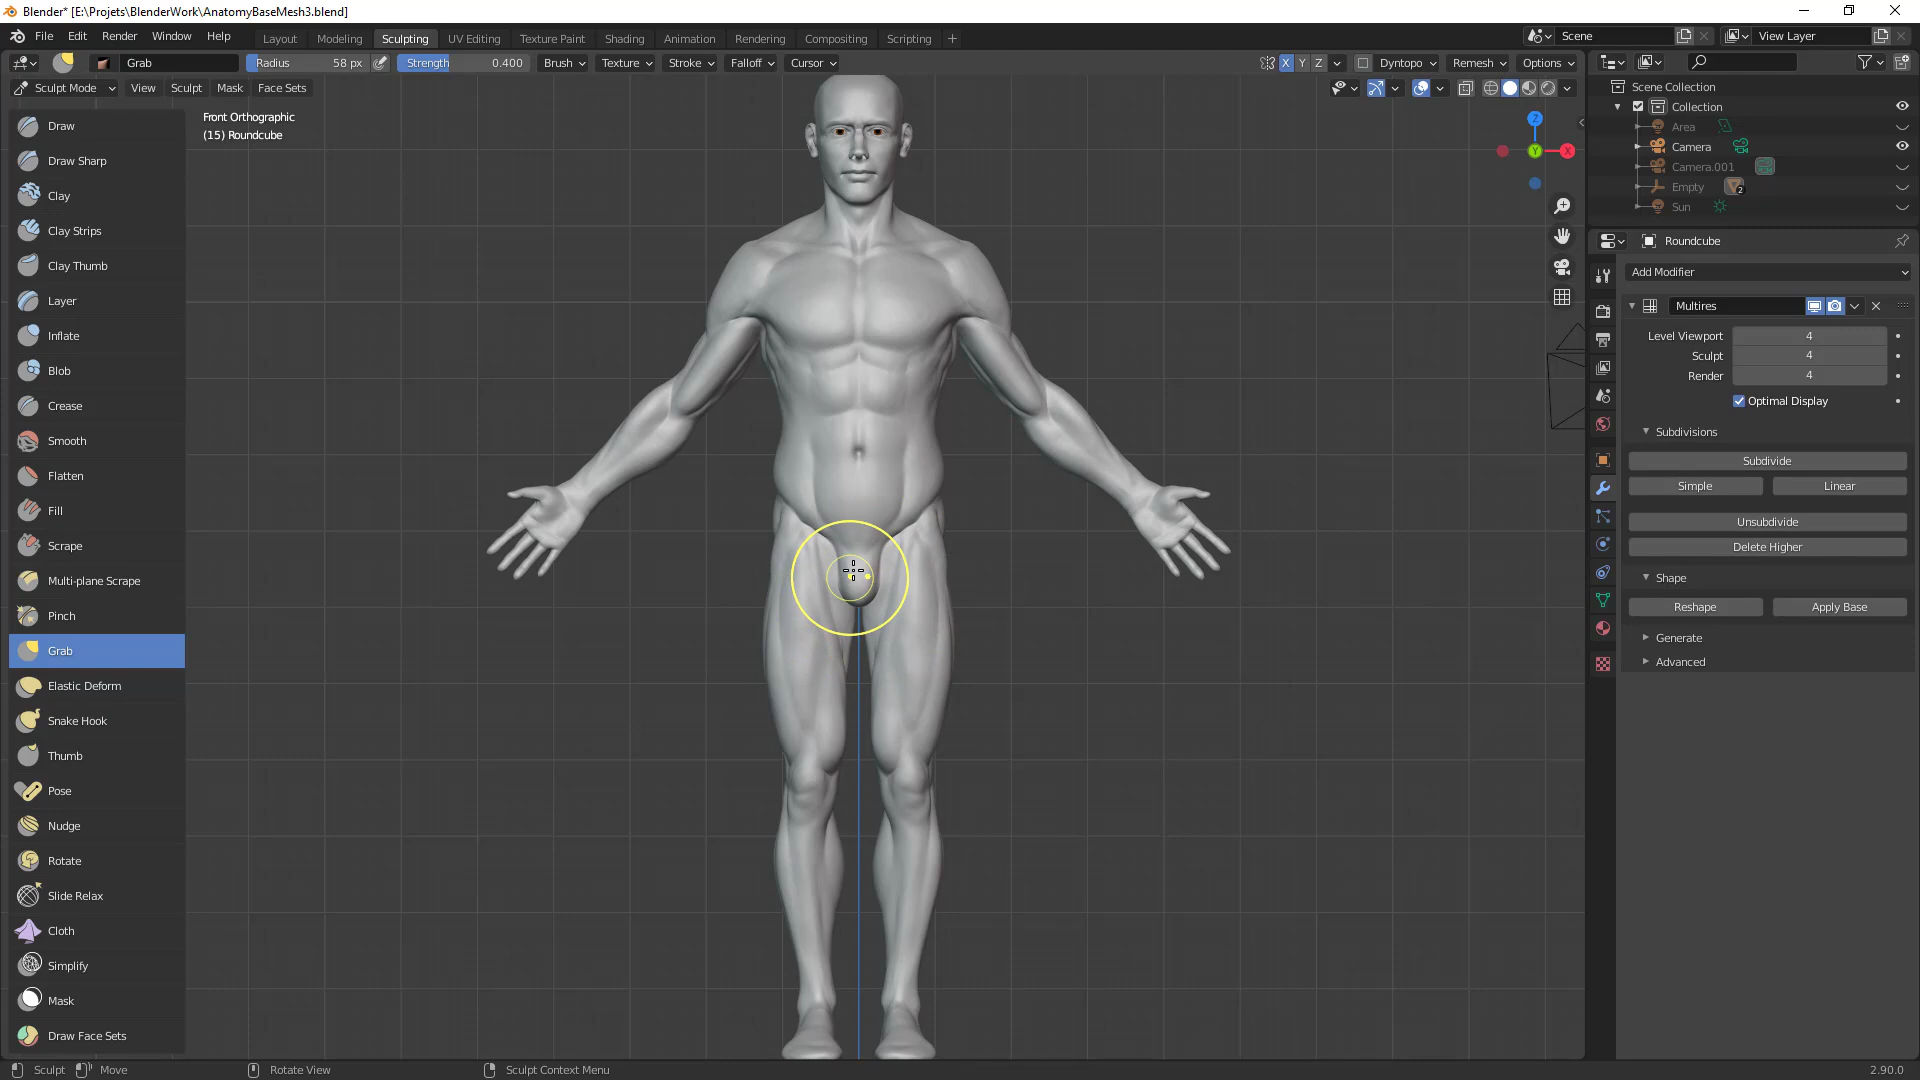 Blender* [E:\Projets\BlenderWork\AnatomyBaseMesh3.blend]
File Edit Render Window Help
Layout Modeling Sculpting UV Editing Texture Paint Shading Animation Rendering Compositing Scripting +
Scene
View Layer
Grab
Radius 58 px
Strength 0.400
Brush Texture Stroke Falloff Cursor
X Y Z
Dyntopo Remesh Options
Sculpt Mode View Sculpt Mask Face Sets
Draw
Draw Sharp
Clay
Clay Strips
Clay Thumb
Layer
Inflate
Blob
Crease
Smooth
Flatten
Fill
Scrape
Multi-plane Scrape
Pinch
Grab
Elastic Deform
Snake Hook
Thumb
Pose
Nudge
Rotate
Slide Relax
Cloth
Simplify
Mask
Draw Face Sets
Front Orthographic
(15) Roundcube
Z
Y
X
Scene Collection
Collection
Area
Camera
Camera.001
Empty 2
Sun
Roundcube
Add Modifier
Multires
Level Viewport 4
Sculpt 4
Render 4
Optimal Display
Subdivisions
Subdivide
Simple Linear
Unsubdivide
Delete Higher
Shape
Reshape Apply Base
Generate
Advanced
Sculpt Move Rotate View Sculpt Context Menu 2.90.0